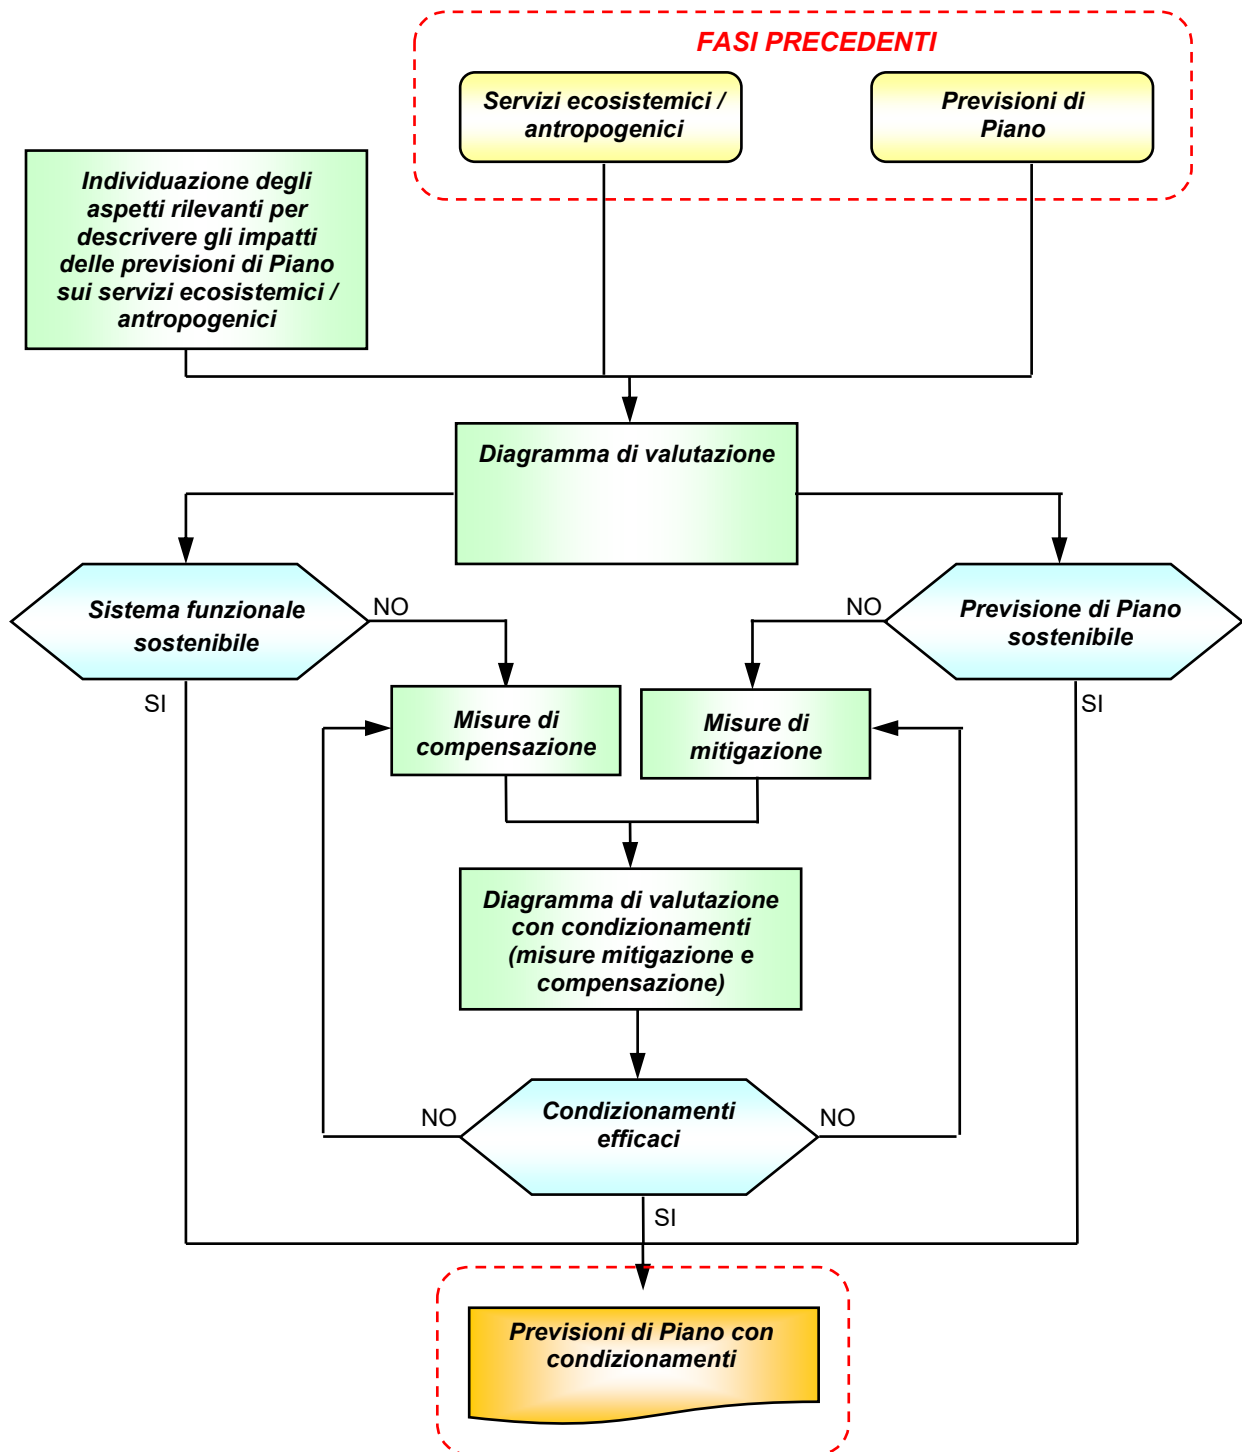 FASI PRECEDENTI
Servizi ecosistemici /
antropogenici
Previsioni di
Piano
Individuazione degli
aspetti rilevanti per
descrivere gli impatti
delle previsioni di Piano
sui servizi ecosistemici /
antropogenici
Diagramma di valutazione
Sistema funzionale
sostenibile
NO
SI
NO
Previsione di Piano
sostenibile
SI
Misure di
compensazione
Misure di
mitigazione
Diagramma di valutazione
con condizionamenti
(misure mitigazione e
compensazione)
NO
Condizionamenti
efficaci
NO
SI
Previsioni di Piano con
condizionamenti